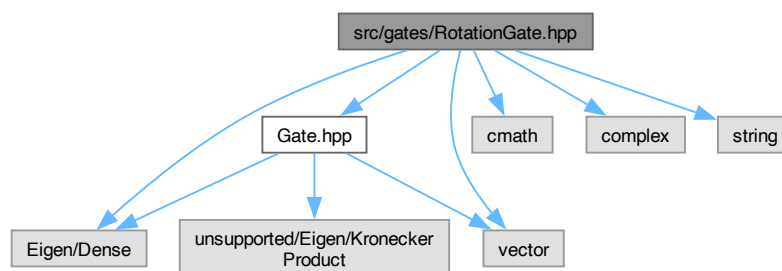 src/gates/RotationGate.hpp
Gate.hpp
cmath
complex
string
Eigen/Dense
unsupported/Eigen/Kronecker
Product
vector